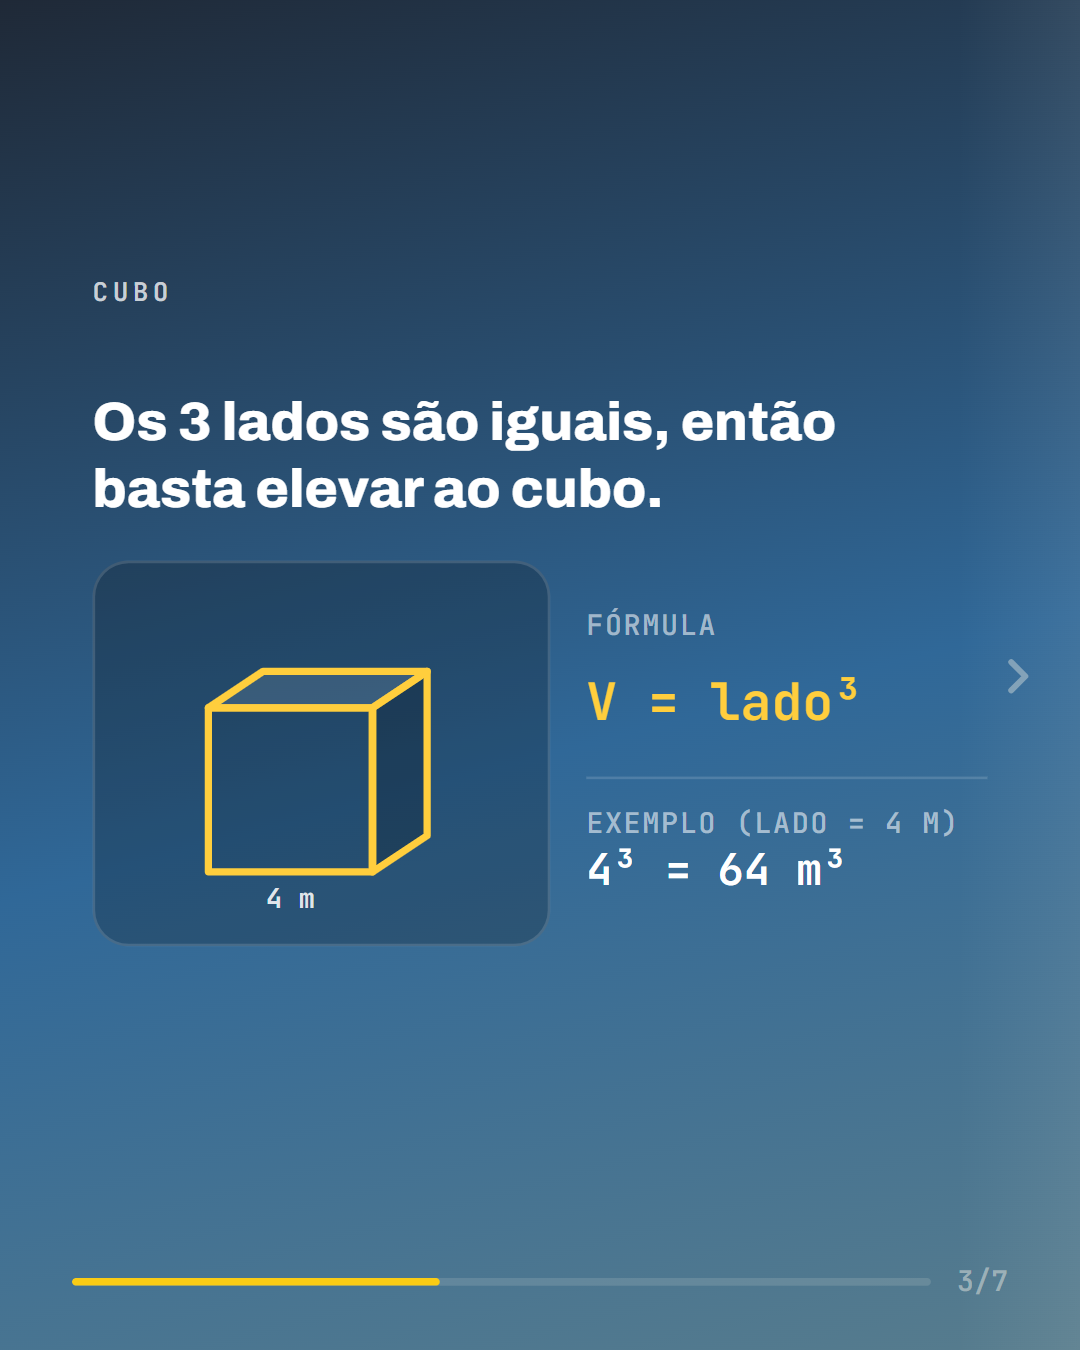 CUBO
Os 3 lados são iguais, então
basta elevar ao cubo.
4 m
FÓRMULA
V = lado³
EXEMPLO (LADO = 4 M)
4³ = 64 m³
3/7